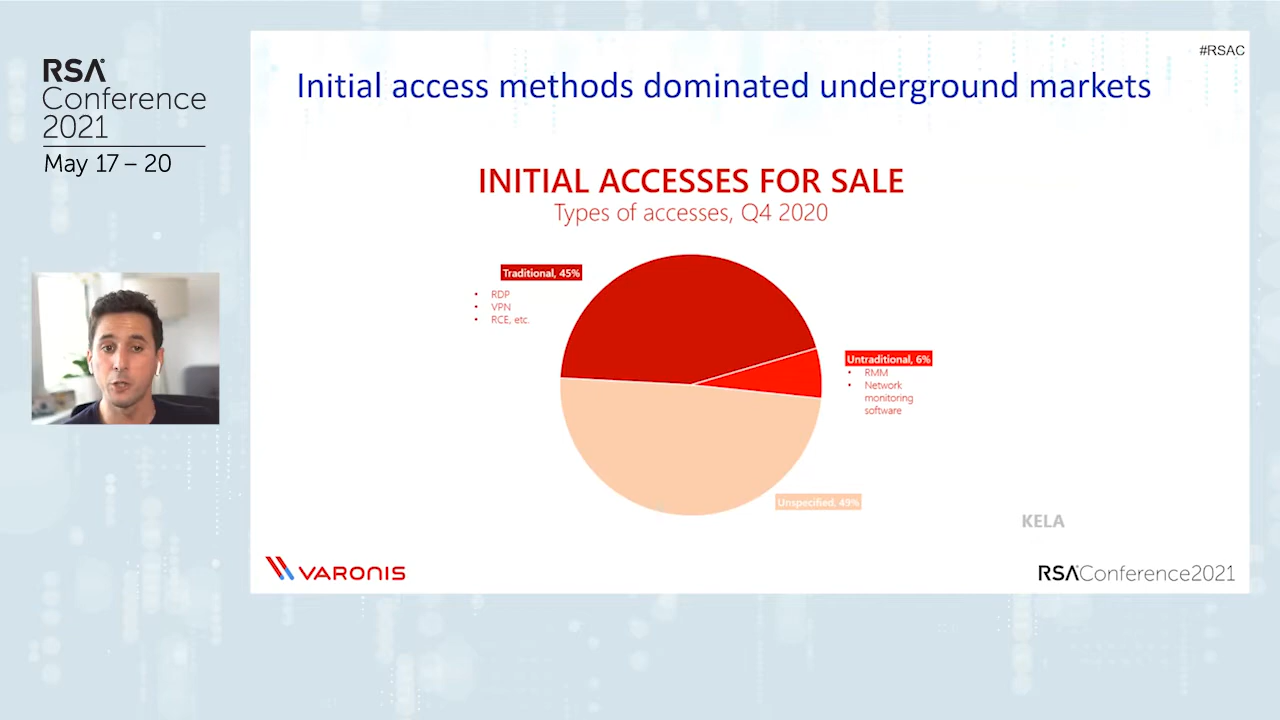 RSA
Conference
2021
May 17 – 20
#RSAC
Initial access methods dominated underground markets
INITIAL ACCESSES FOR SALE
Types of accesses, Q4 2020
Traditional, 45%
• RDP
• VPN
• RCE, etc.
Untraditional, 6%
• RMM
• Network
monitoring
software
Unspecified, 49%
KELA
VARONIS
RSAConference2021